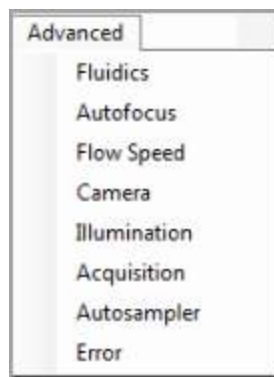 Advanced
Fluidics
Autofocus
Flow Speed
Camera
Illumination
Acquisition
Autosampler
Error